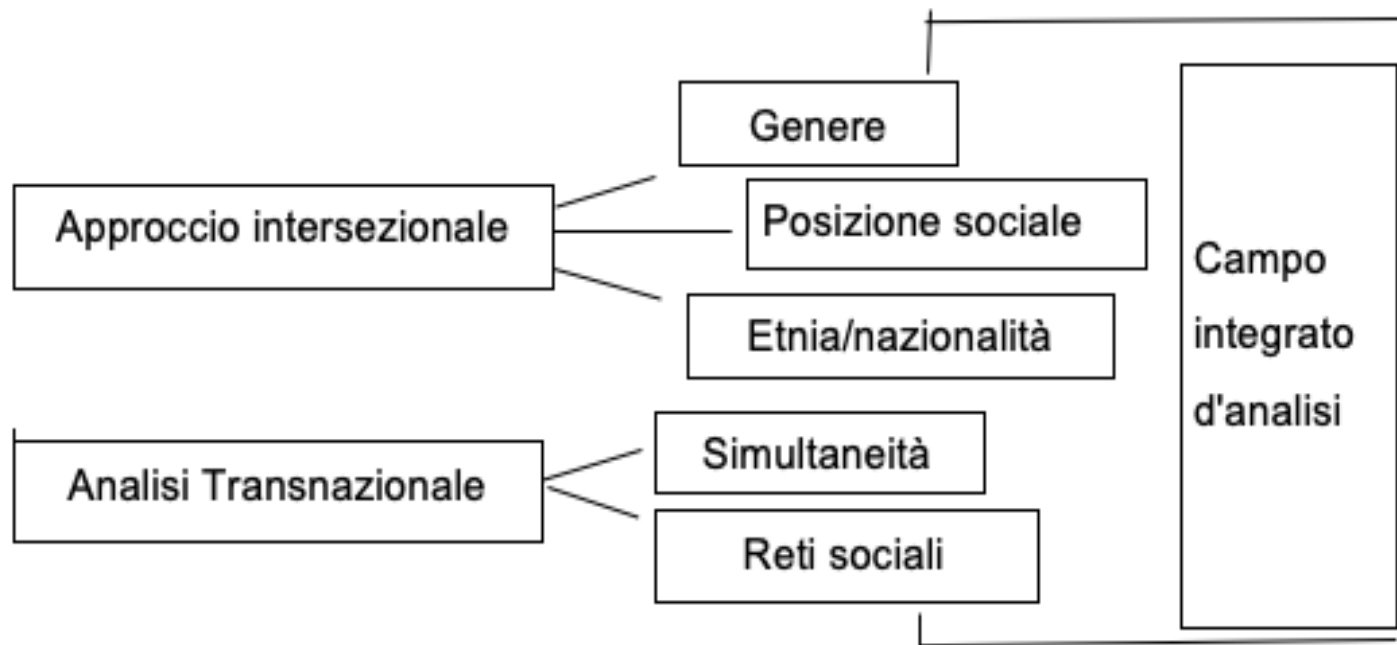 Genere
Approccio intersezionale
Posizione sociale
Etnia/nazionalità
Campo
integrato
d'analisi
Analisi Transnazionale
Simultaneità
Reti sociali